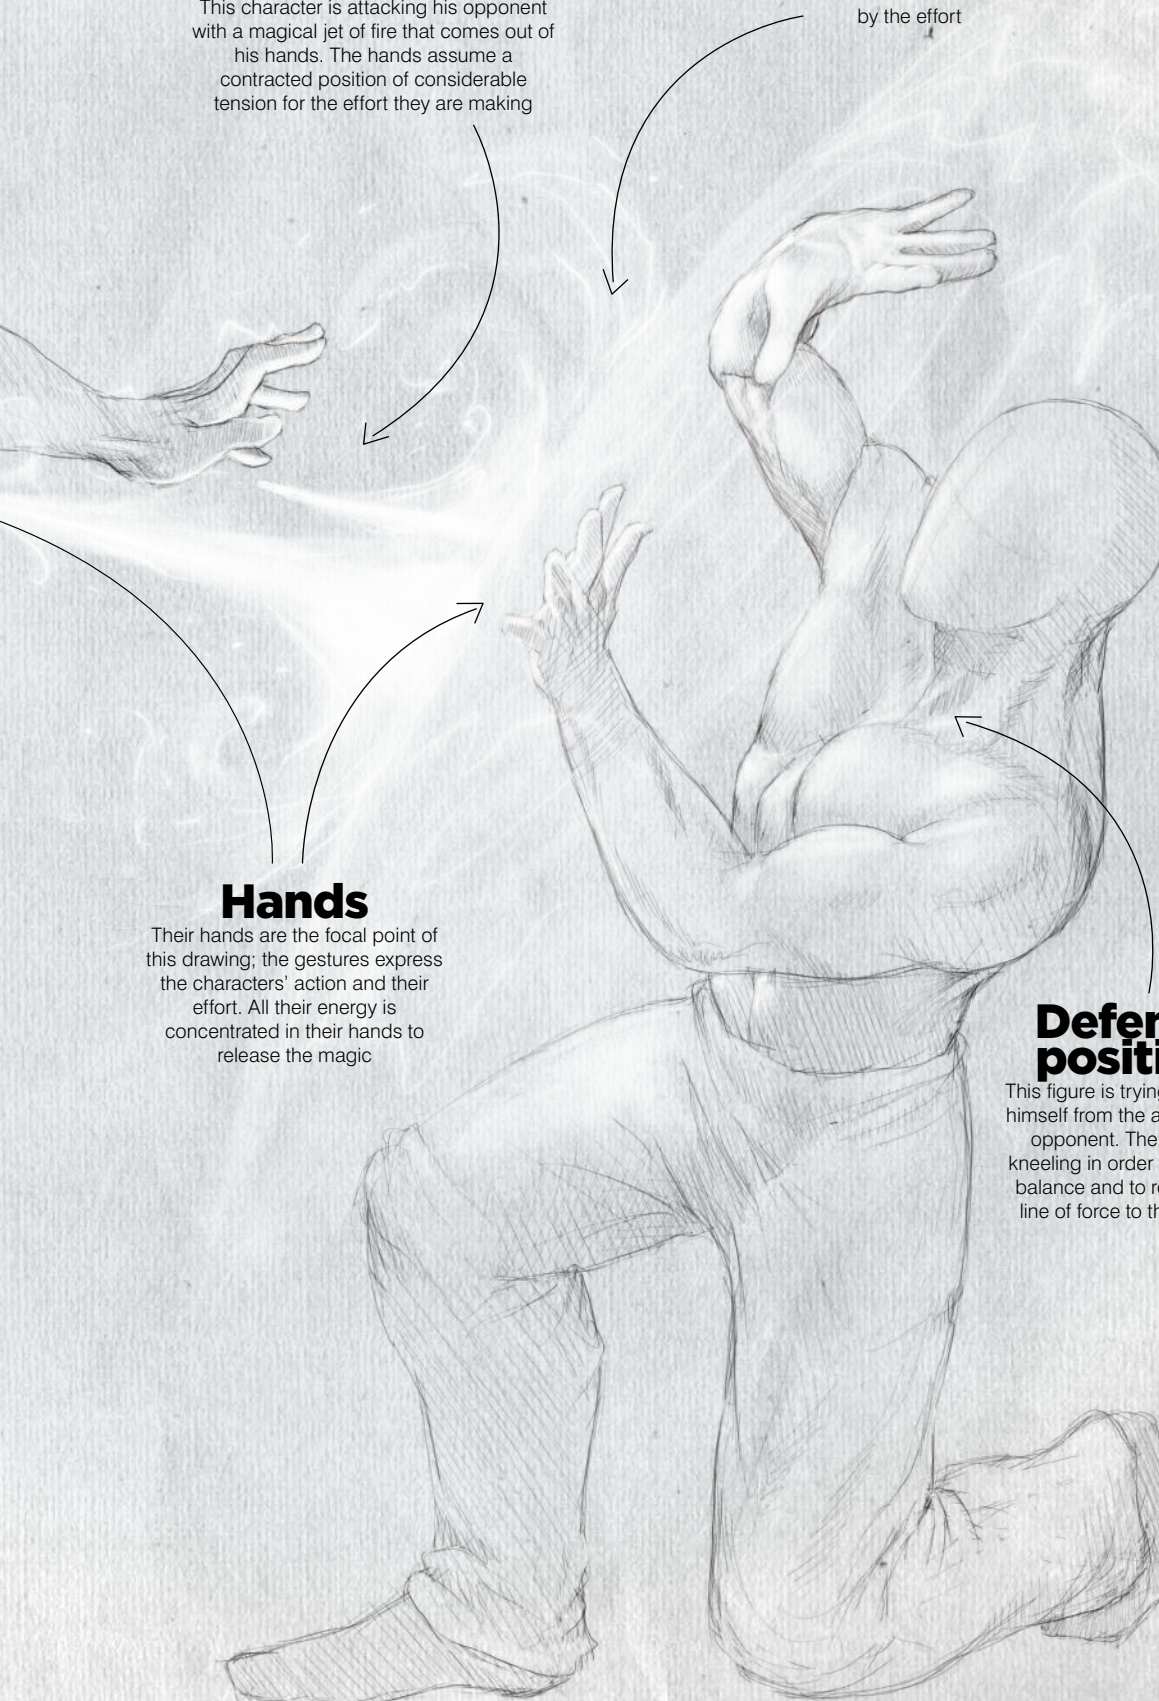 This character is attacking his opponent
with a magical jet of fire that comes out of
his hands. The hands assume a
contracted position of considerable
tension for the effort they are making
by the effort
Hands
Their hands are the focal point of
this drawing; the gestures express
the characters’ action and their
effort. All their energy is
concentrated in their hands to
release the magic
This figure is
himself from the
opponent. The
kneeling in order
balance and to
line of force to